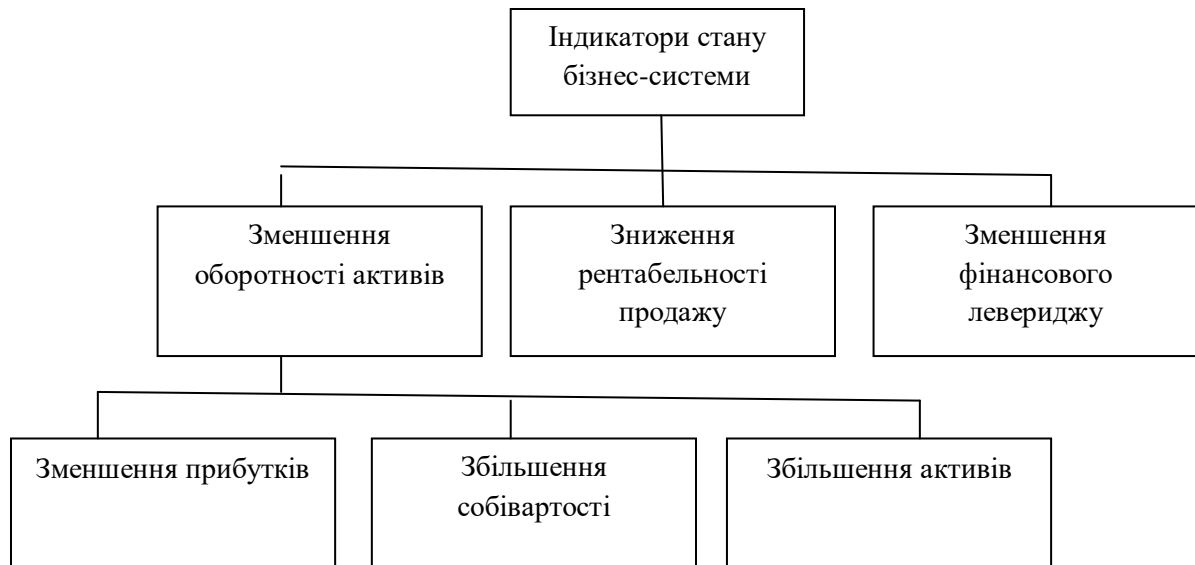 Індикатори стану
бізнес-системи
Зменшення
оборотності активів
Зниження
рентабельності
продажу
Зменшення
фінансового
левериджу
Зменшення прибутків
Збільшення
собівартості
Збільшення активів